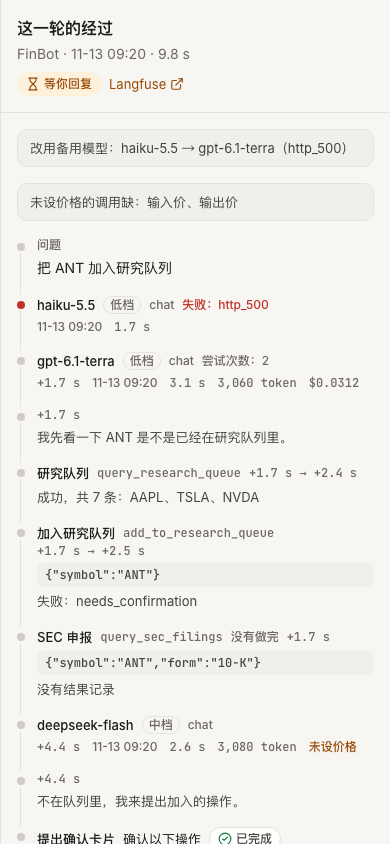 这一轮的经过
FinBot · 11-13 09:20 · 9.8 s
等你回复 Langfuse
改用备用模型：haiku-5.5 → gpt-6.1-terra（http_500）
未设价格的调用缺：输入价、输出价
问题
把 ANT 加入研究队列
haiku-5.5 低档 chat 失败：http_500
11-13 09:20 1.7 s
gpt-6.1-terra 低档 chat 尝试次数：2
+1.7 s 11-13 09:20 3.1 s 3,060 token $0.0312
+1.7 s
我先看一下 ANT 是不是已经在研究队列里。
研究队列 query_research_queue +1.7 s → +2.4 s
成功，共 7 条：AAPL、TSLA、NVDA
加入研究队列 add_to_research_queue
+1.7 s → +2.5 s
{"symbol":"ANT"}
失败：needs_confirmation
SEC 申报 query_sec_filings 没有做完 +1.7 s
{"symbol":"ANT","form":"10-K"}
没有结果记录
deepseek-flash 中档 chat
+4.4 s 11-13 09:20 2.6 s 3,080 token 未设价格
+4.4 s
不在队列里，我来提出加入的操作。
提出确认卡片 确认以下操作 已完成